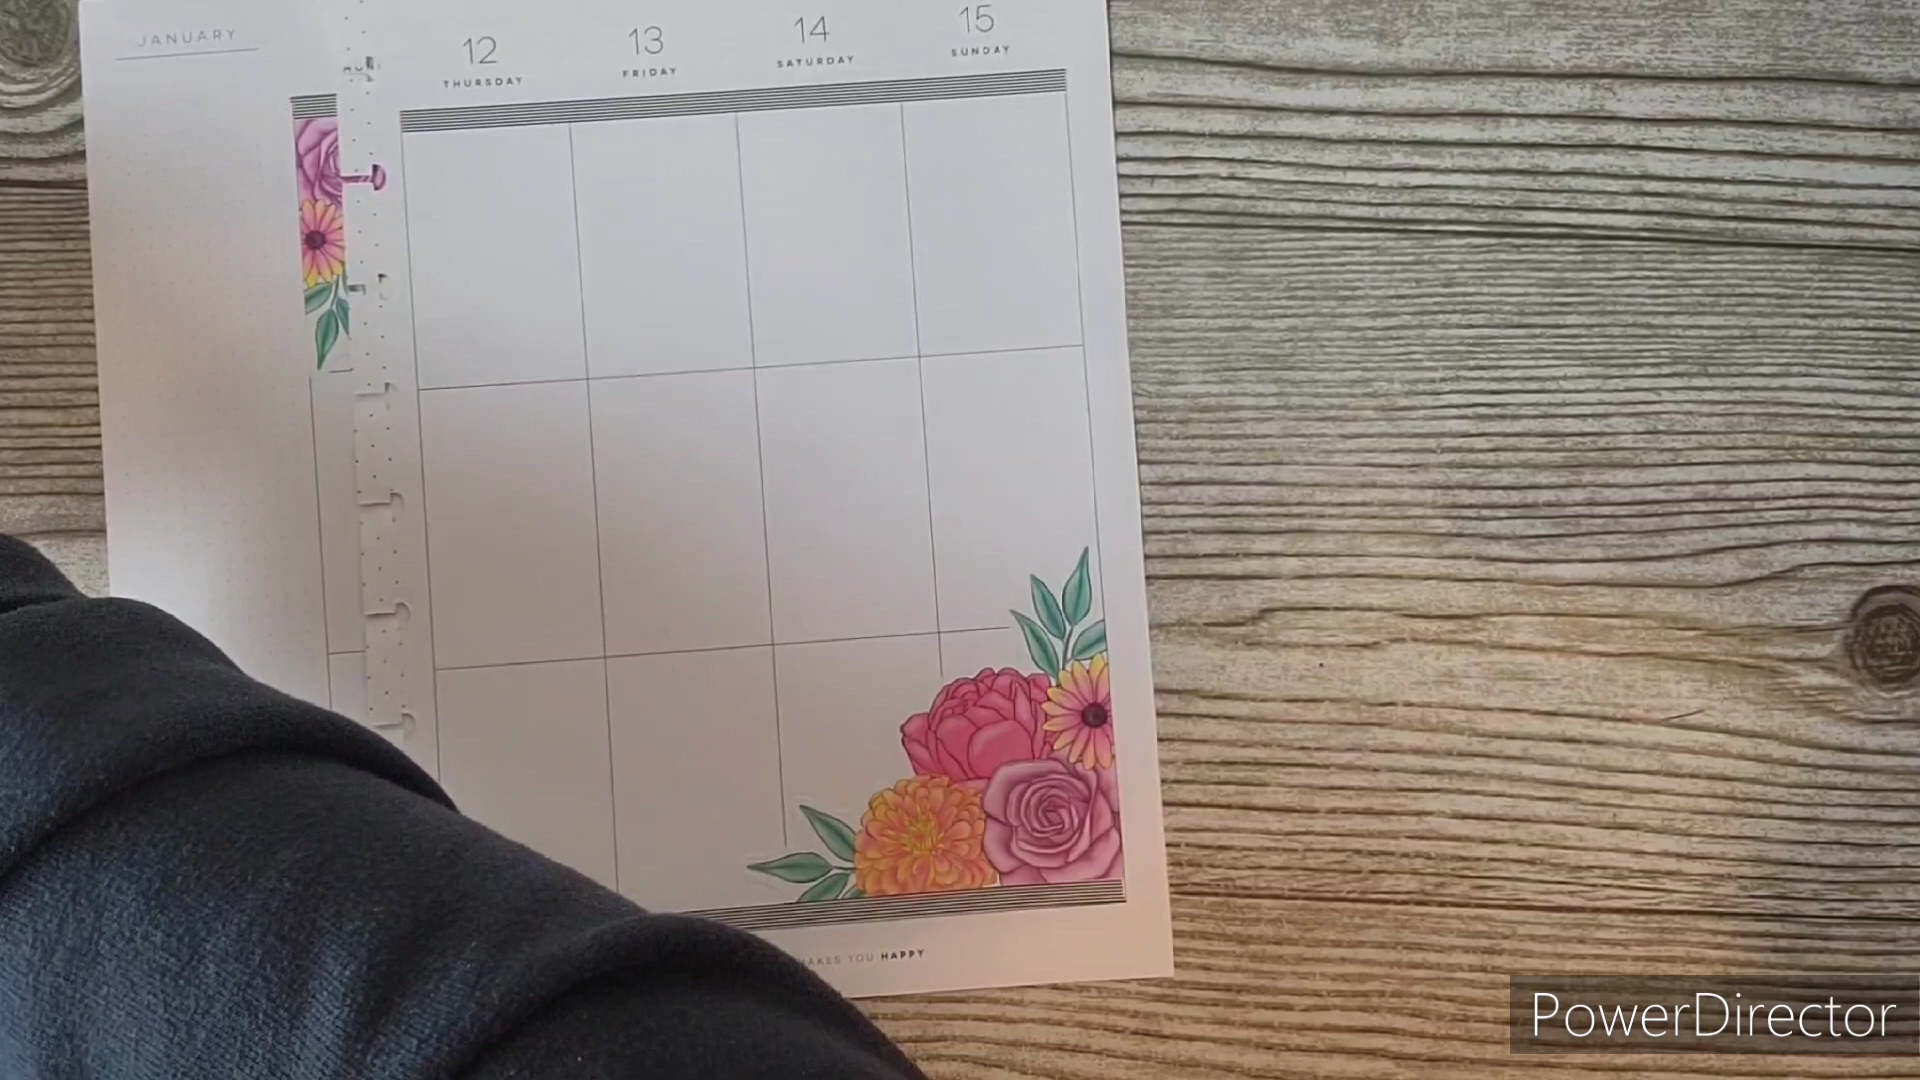 JANUARY
12
THURSDAY
13
FRIDAY
14
SATURDAY
15
SUNDAY
MAKES YOU HAPPY
PowerDirector